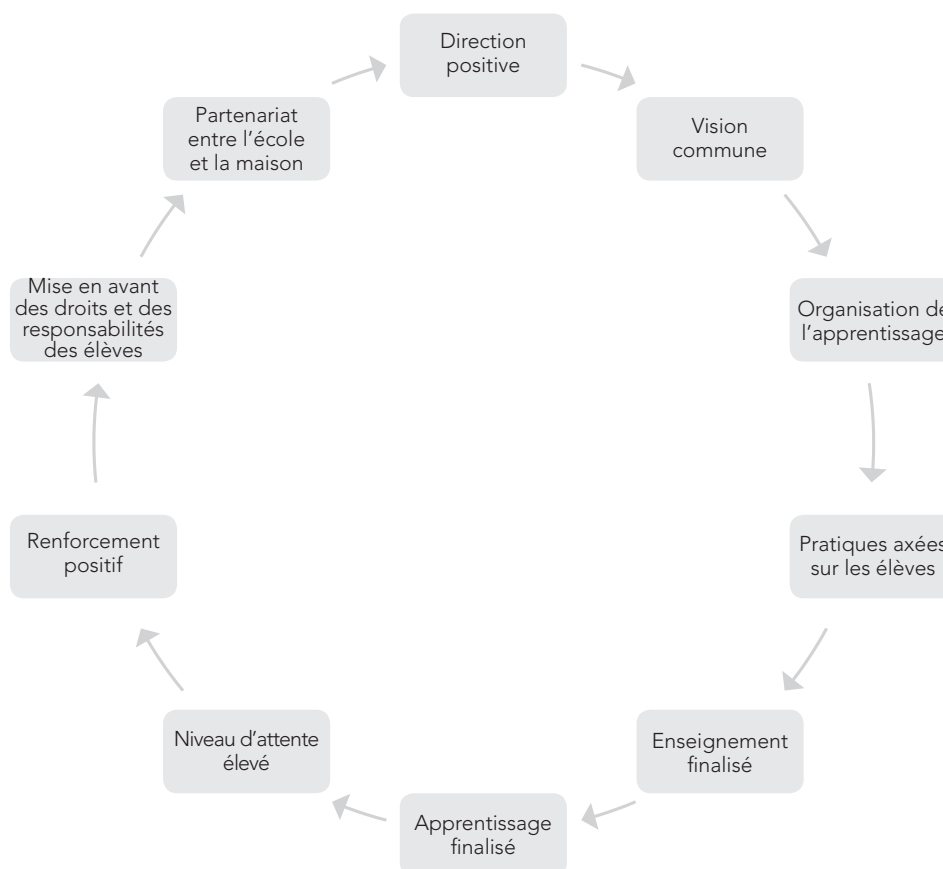 Direction
positive
Vision
commune
Organisation de
l'apprentissage
Pratiques axées
sur les élèves
Enseignement
finalisé
Apprentissage
finalisé
Niveau d'attente
élevé
Renforcement
positif
Mise en avant
des droits et des
responsabilités
des élèves
Partenariat
entre l'école
et la maison